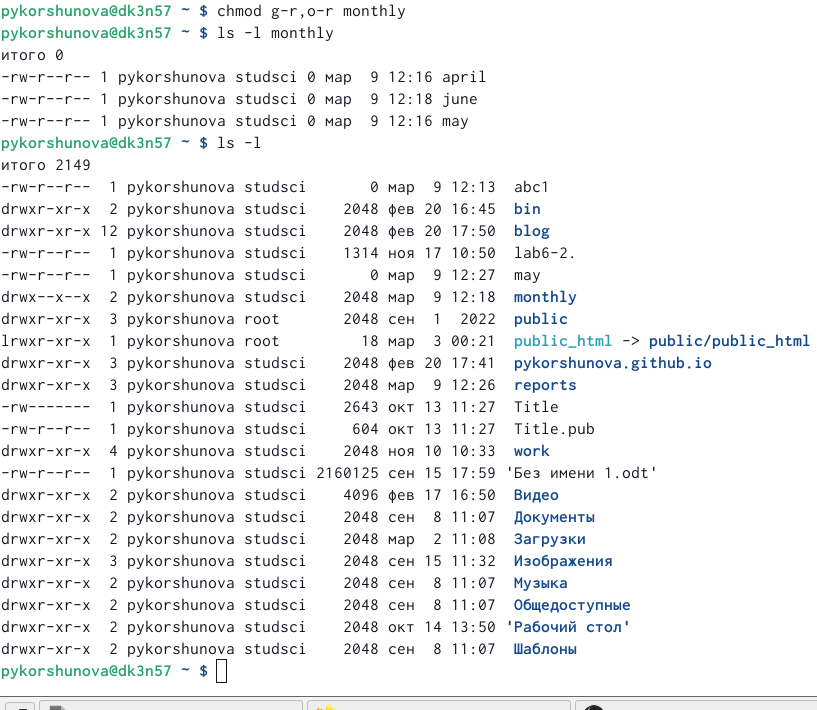 pykorshunova@dk3n57 ~ $ chmod g-r,o-r monthly
pykorshunova@dk3n57 ~ $ ls -l monthly
итого 0
-rw-r--r-- 1 pykorshunova studsci 0 мар  9 12:16 april
-rw-r--r-- 1 pykorshunova studsci 0 мар  9 12:18 june
-rw-r--r-- 1 pykorshunova studsci 0 мар  9 12:16 may
pykorshunova@dk3n57 ~ $ ls -l
итого 2149
-rw-r--r--  1 pykorshunova studsci       0 мар  9 12:13  abc1
drwxr-xr-x  2 pykorshunova studsci    2048 фев 20 16:45  bin
drwxr-xr-x 12 pykorshunova studsci    2048 фев 20 17:50  blog
-rw-r--r--  1 pykorshunova studsci    1314 ноя 17 10:50  lab6-2.
-rw-r--r--  1 pykorshunova studsci       0 мар  9 12:27  may
drwx--x--x  2 pykorshunova studsci    2048 мар  9 12:18  monthly
drwxr-xr-x  3 pykorshunova root       2048 сен  1  2022  public
lrwxr-xr-x  1 pykorshunova root         18 мар  3 00:21  public_html -> public/public_html
drwxr-xr-x  3 pykorshunova studsci    2048 фев 20 17:41  pykorshunova.github.io
drwxr-xr-x  3 pykorshunova studsci    2048 мар  9 12:26  reports
-rw-------  1 pykorshunova studsci    2643 окт 13 11:27  Title
-rw-r--r--  1 pykorshunova studsci     604 окт 13 11:27  Title.pub
drwxr-xr-x  4 pykorshunova studsci    2048 ноя 10 10:33  work
-rw-r--r--  1 pykorshunova studsci 2160125 сен 15 17:59 'Без имени 1.odt'
drwxr-xr-x  2 pykorshunova studsci    4096 фев 17 16:50  Видео
drwxr-xr-x  2 pykorshunova studsci    2048 сен  8 11:07  Документы
drwxr-xr-x  2 pykorshunova studsci    2048 мар  2 11:08  Загрузки
drwxr-xr-x  3 pykorshunova studsci    2048 сен 15 11:32  Изображения
drwxr-xr-x  2 pykorshunova studsci    2048 сен  8 11:07  Музыка
drwxr-xr-x  2 pykorshunova studsci    2048 сен  8 11:07  Общедоступные
drwxr-xr-x  2 pykorshunova studsci    2048 окт 14 13:50 'Рабочий стол'
drwxr-xr-x  2 pykorshunova studsci    2048 сен  8 11:07  Шаблоны
pykorshunova@dk3n57 ~ $